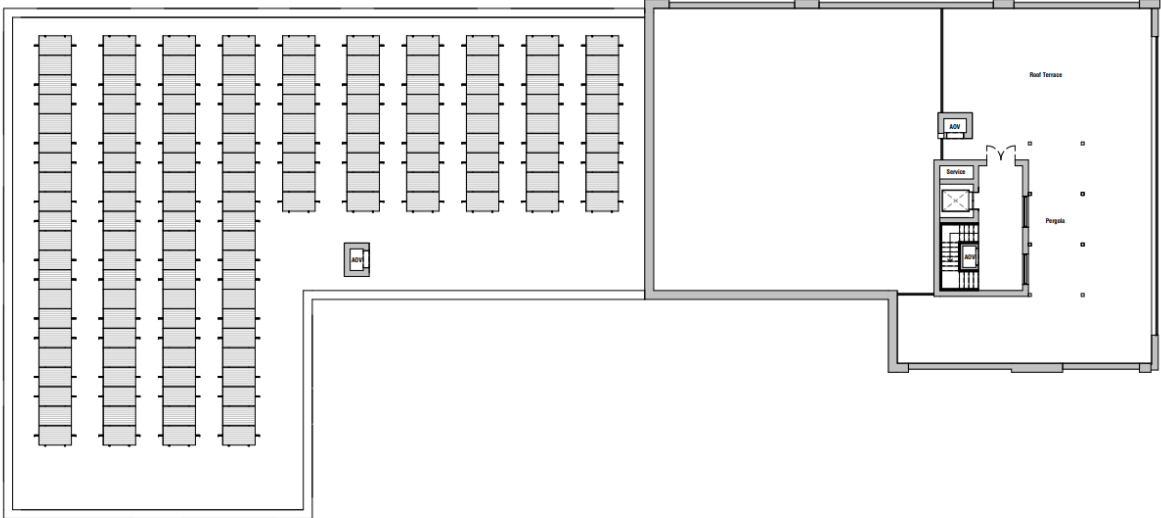 Roof Terrace
AOV
Service
Pergola
AOV
AOV